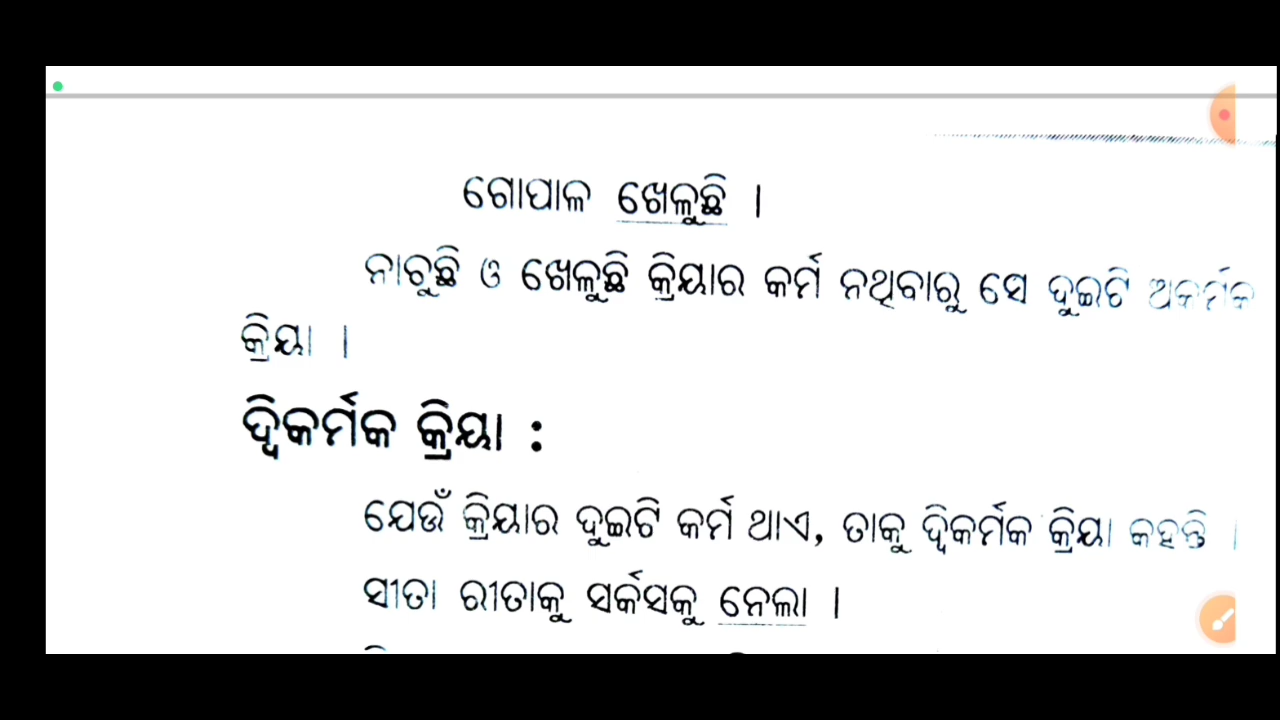 ଗୋପାଳ ଖେଳୁଛି ।
ନାଚୁଛି ଓ ଖେଳୁଛି କ୍ରିୟାର କର୍ମ ନଥିବାରୁ ସେ ଦୁଇଟି ଅକର୍ମକ
କ୍ରିୟା ।
ଦ୍ୱିକର୍ମକ କ୍ରିୟା :
ଯେଉଁ କ୍ରିୟାର ଦୁଇଟି କର୍ମ ଥାଏ, ତାକୁ ଦ୍ୱିକର୍ମକ କ୍ରିୟା କହନ୍ତି ।
ସୀତା ରୀତାକୁ ସର୍କସକୁ ନେଲା ।